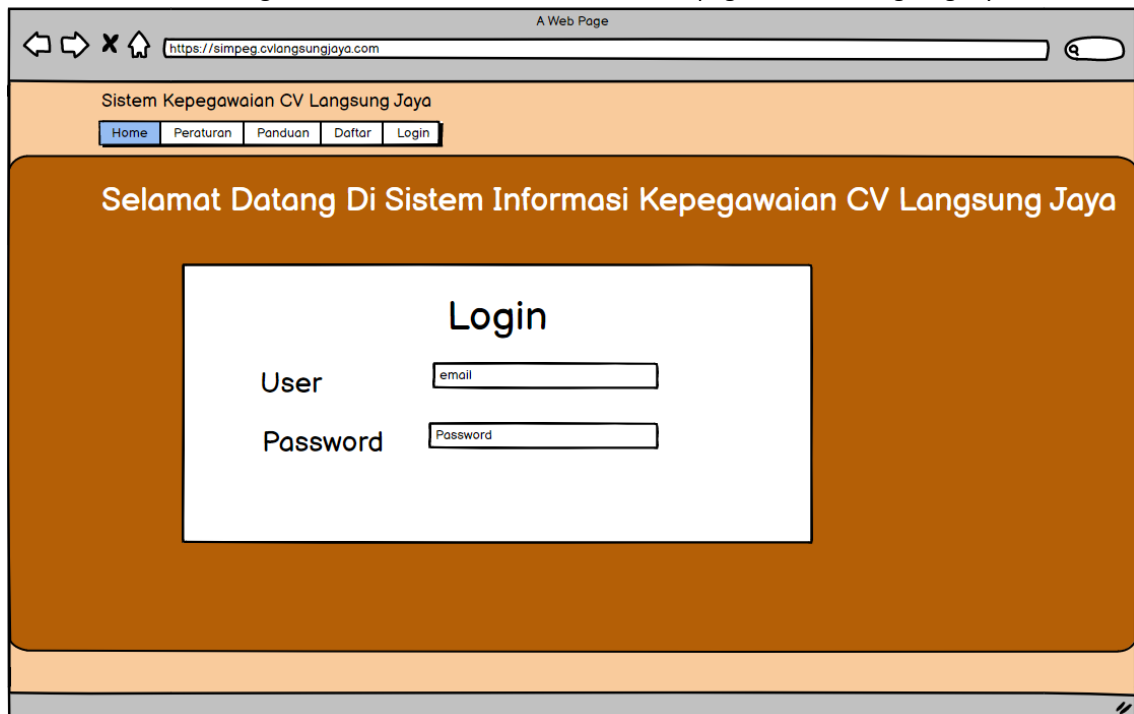 A Web Page
https://simpeg.cvlangsungjaya.com
Sistem Kepegawaian CV Langsung Jaya
Home Peraturan Panduan Daftar Login
Selamat Datang Di Sistem Informasi Kepegawaian CV Langsung Jaya
Login
User email
Password Password